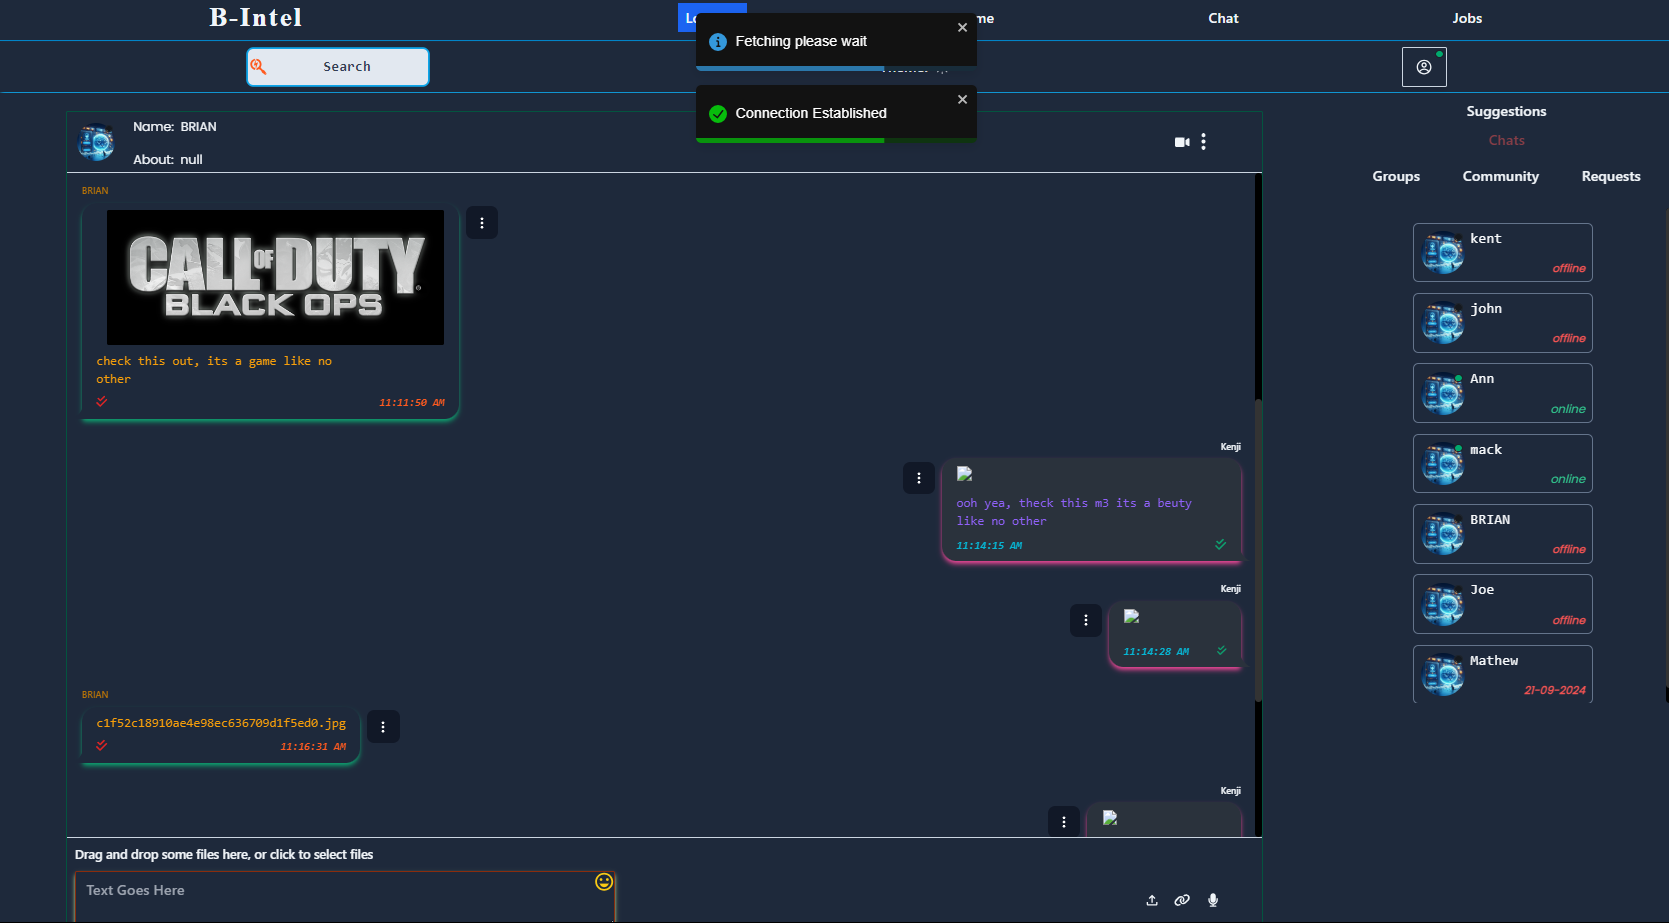 B-Intel
Lo
me
Chat
Jobs
Fetching please wait
Search
Connection Established
Name: BRIAN
About: null
Suggestions
Chats
Groups
Community
Requests
BRIAN
CALL OF DUTY
BLACK OPS
check this out, its a game like no
other
11:11:50 AM
Kenji
ooh yea, theck this m3 its a beuty
like no other
11:14:15 AM
Kenji
11:14:28 AM
BRIAN
c1f52c18910ae4e98ec636709d1f5ed0.jpg
11:16:31 AM
Kenji
kent
offline
john
offline
Ann
online
mack
online
BRIAN
offline
Joe
offline
Mathew
21-09-2024
Drag and drop some files here, or click to select files
Text Goes Here